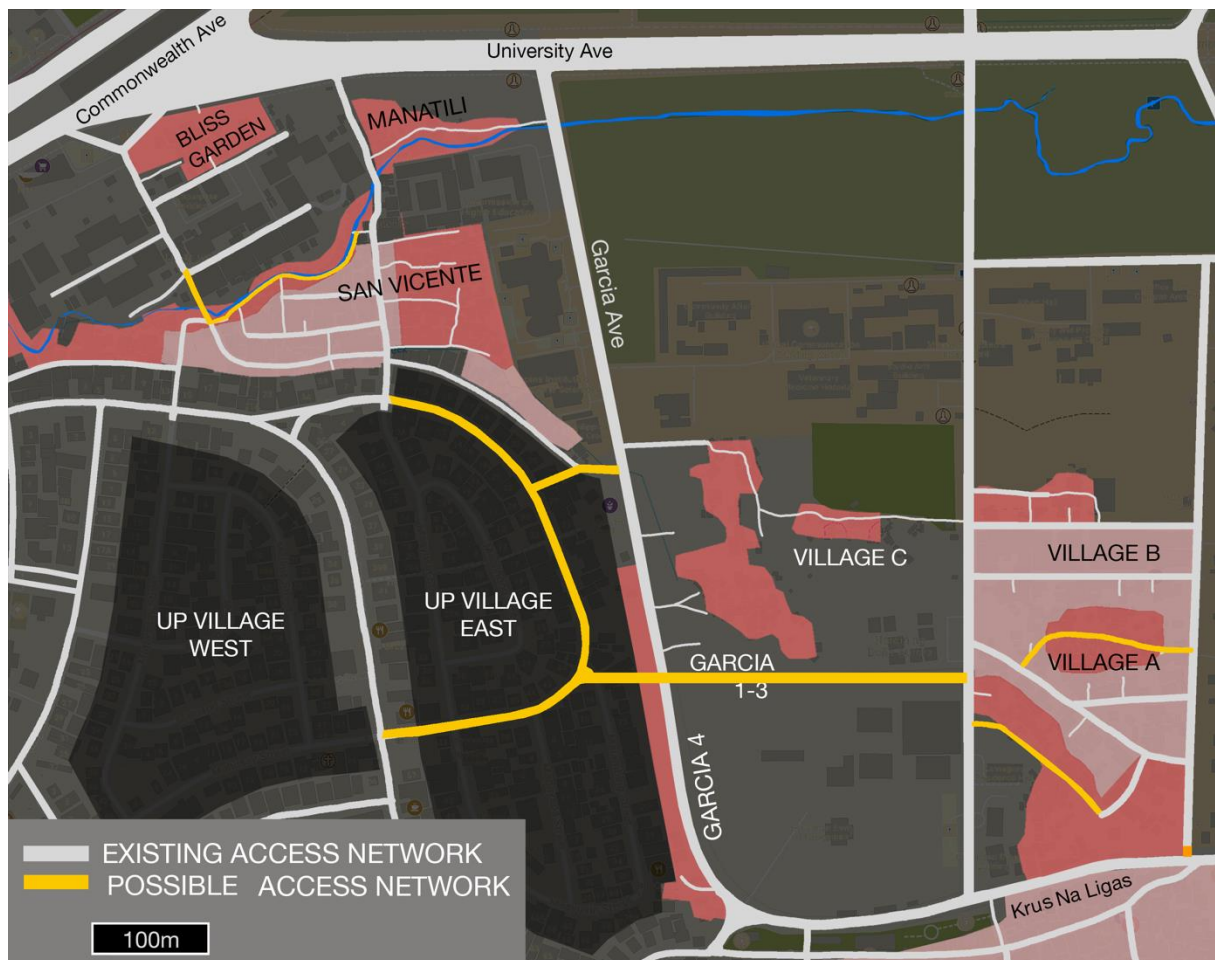 Commonwealth Ave
University Ave
BLISS
GARDEN
MANATILI
SAN VICENTE
Garcia Ave
VILLAGE C
VILLAGE B
UP VILLAGE
WEST
UP VILLAGE
EAST
GARCIA
1-3
VILLAGE A
GARCIA 4
Krus Na Ligas
EXISTING ACCESS NETWORK
POSSIBLE ACCESS NETWORK
100m